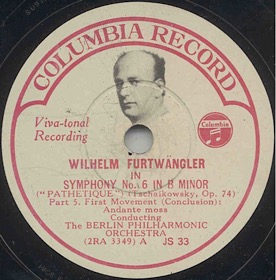 COLUMBIA RECORD
Viva-tonal
Recording
Columbia
WILHELM FURTWÄNGLER
IN
SYMPHONY No. 6 IN B MINOR
("PATHETIQUE") (Tschaikowsky, Op. 74)
Part 5. First Movement (Conclusion):
Andante moss
Conducting
The BERLIN PHILHARMONIC
ORCHESTRA
(2RA 3349) A JS 33